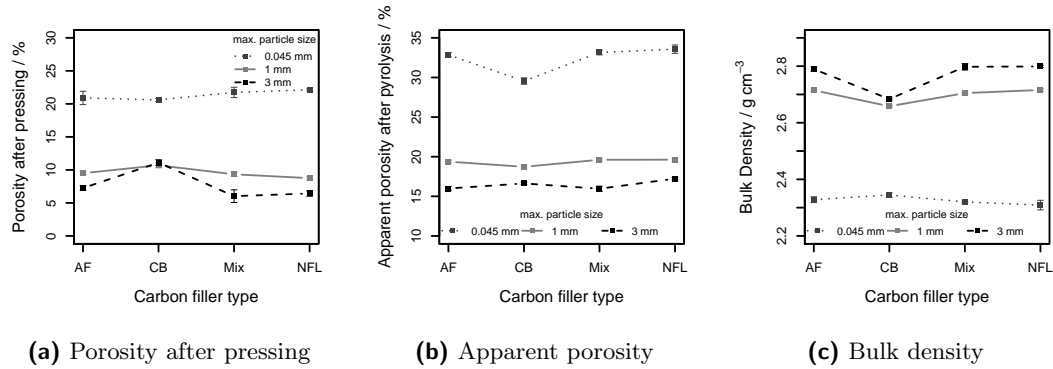 Porosity after pressing / %
30
25
20
15
10
5
0
max. particle size
0.045 mm
1 mm
3 mm
AF CB Mix NFL
Carbon filler type
(a) Porosity after pressing
Apparent porosity after pyrolysis / %
35
30
25
20
15
10
max. particle size
0.045 mm 1 mm 3 mm
AF CB Mix NFL
Carbon filler type
(b) Apparent porosity
Bulk Density / g cm⁻³
2.8
2.6
2.4
2.2
max. particle size
0.045 mm 1 mm 3 mm
AF CB Mix NFL
Carbon filler type
(c) Bulk density